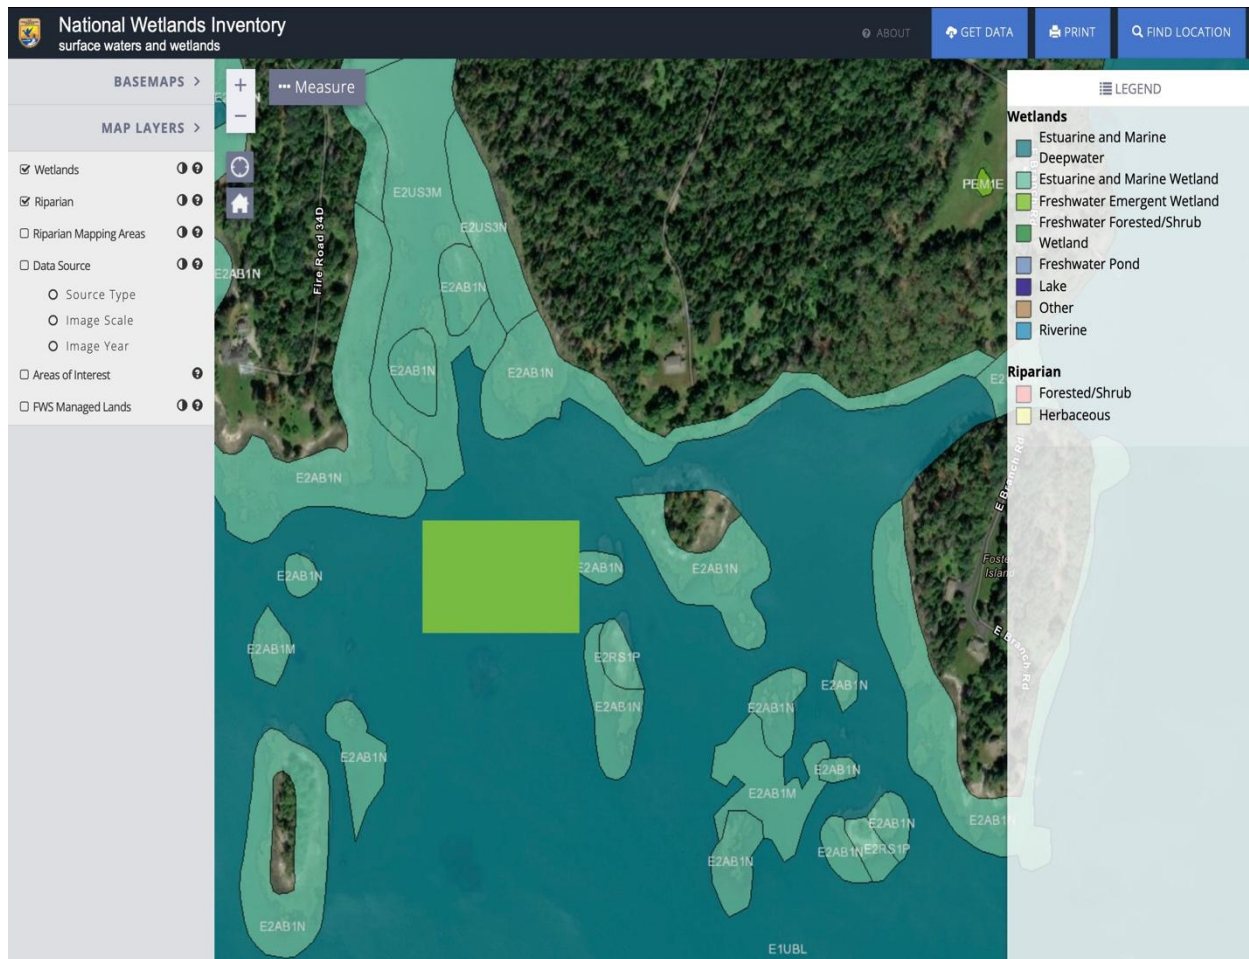 National Wetlands Inventory
surface waters and wetlands
ABOUT
GET DATA
PRINT
FIND LOCATION
BASEMAPS >
MAP LAYERS >
Wetlands
Riparian
Riparian Mapping Areas
Data Source
Source Type
Image Scale
Image Year
Areas of Interest
FWS Managed Lands
+
−
Measure
E2US3M
E2US3N
E2AB1N
Fire Road 34D
E2AB1N
E2AB1N
E2AB1N
E2AB1N
PEM1E
E2AB1N
E2AB1N
E2AB1N
E2AB1M
E2RS1P
E2AB1N
E2AB1N
E2AB1N
E2AB1N
E2AB1N
E2AB1M
E2AB1N
E2AB1N
E2RS1P
E2AB1N
E2AB1N
E2AB1N
E1UBL
E Branch Rd
E Branch Rd
LEGEND
Wetlands
Estuarine and Marine
Deepwater
Estuarine and Marine Wetland
Freshwater Emergent Wetland
Freshwater Forested/Shrub
Wetland
Freshwater Pond
Lake
Other
Riverine
Riparian
Forested/Shrub
Herbaceous